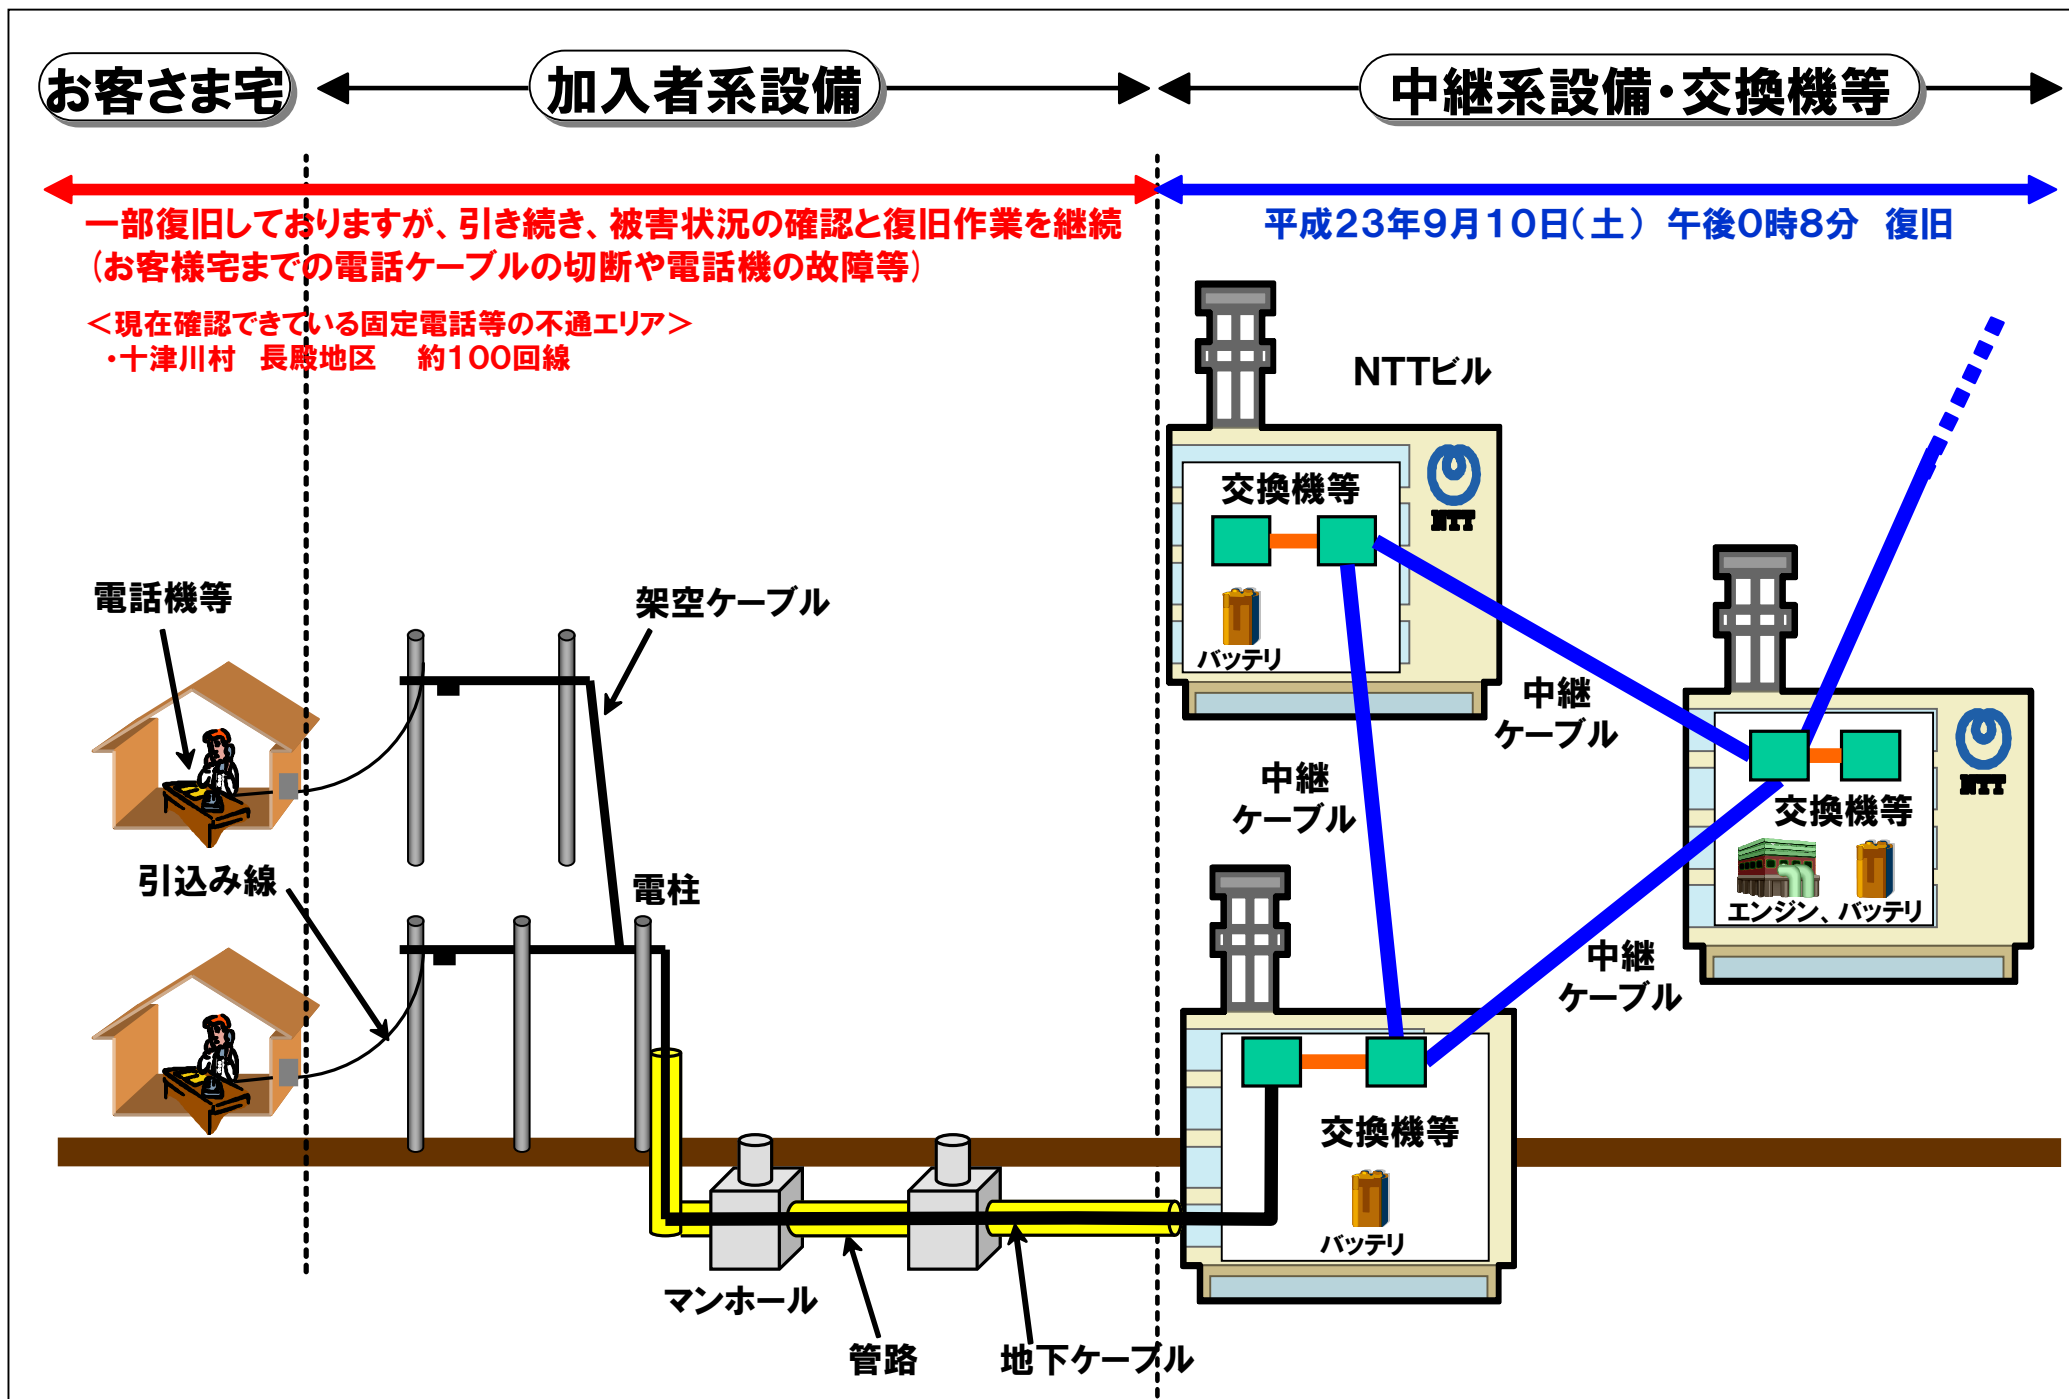 お客さま宅
加入者系設備
中継系設備・交換機等
一部復旧しておりますが、引き続き、被害状況の確認と復旧作業を継続
(お客様宅までの電話ケーブルの切断や電話機の故障等)
平成23年9月10日(土) 午後0時8分 復旧
<現在確認できている固定電話等の不通エリア>
・十津川村 長殿地区 約100回線
NTTビル
交換機等
NTT
バッテリ
電話機等
架空ケーブル
中継
ケーブル
中継
ケーブル
NTT
交換機等
エンジン、バッテリ
引込み線
電柱
中継
ケーブル
交換機等
バッテリ
マンホール
管路
地下ケーブル